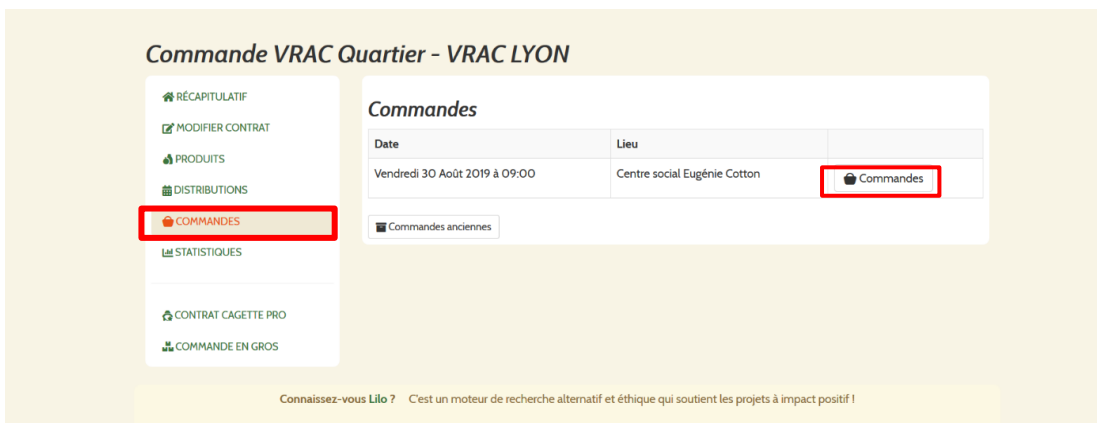 Commande VRAC Quartier - VRAC LYON
RÉCAPITULATIF
MODIFIER CONTRAT
PRODUITS
DISTRIBUTIONS
COMMANDES
STATISTIQUES
CONTRAT CAGETTE PRO
COMMANDE EN GROS
Commandes
Date Lieu
Vendredi 30 Août 2019 à 09:00 Centre social Eugénie Cotton Commandes
Commandes anciennes
Connaissez-vous Lilo ? C'est un moteur de recherche alternatif et éthique qui soutient les projets à impact positif !